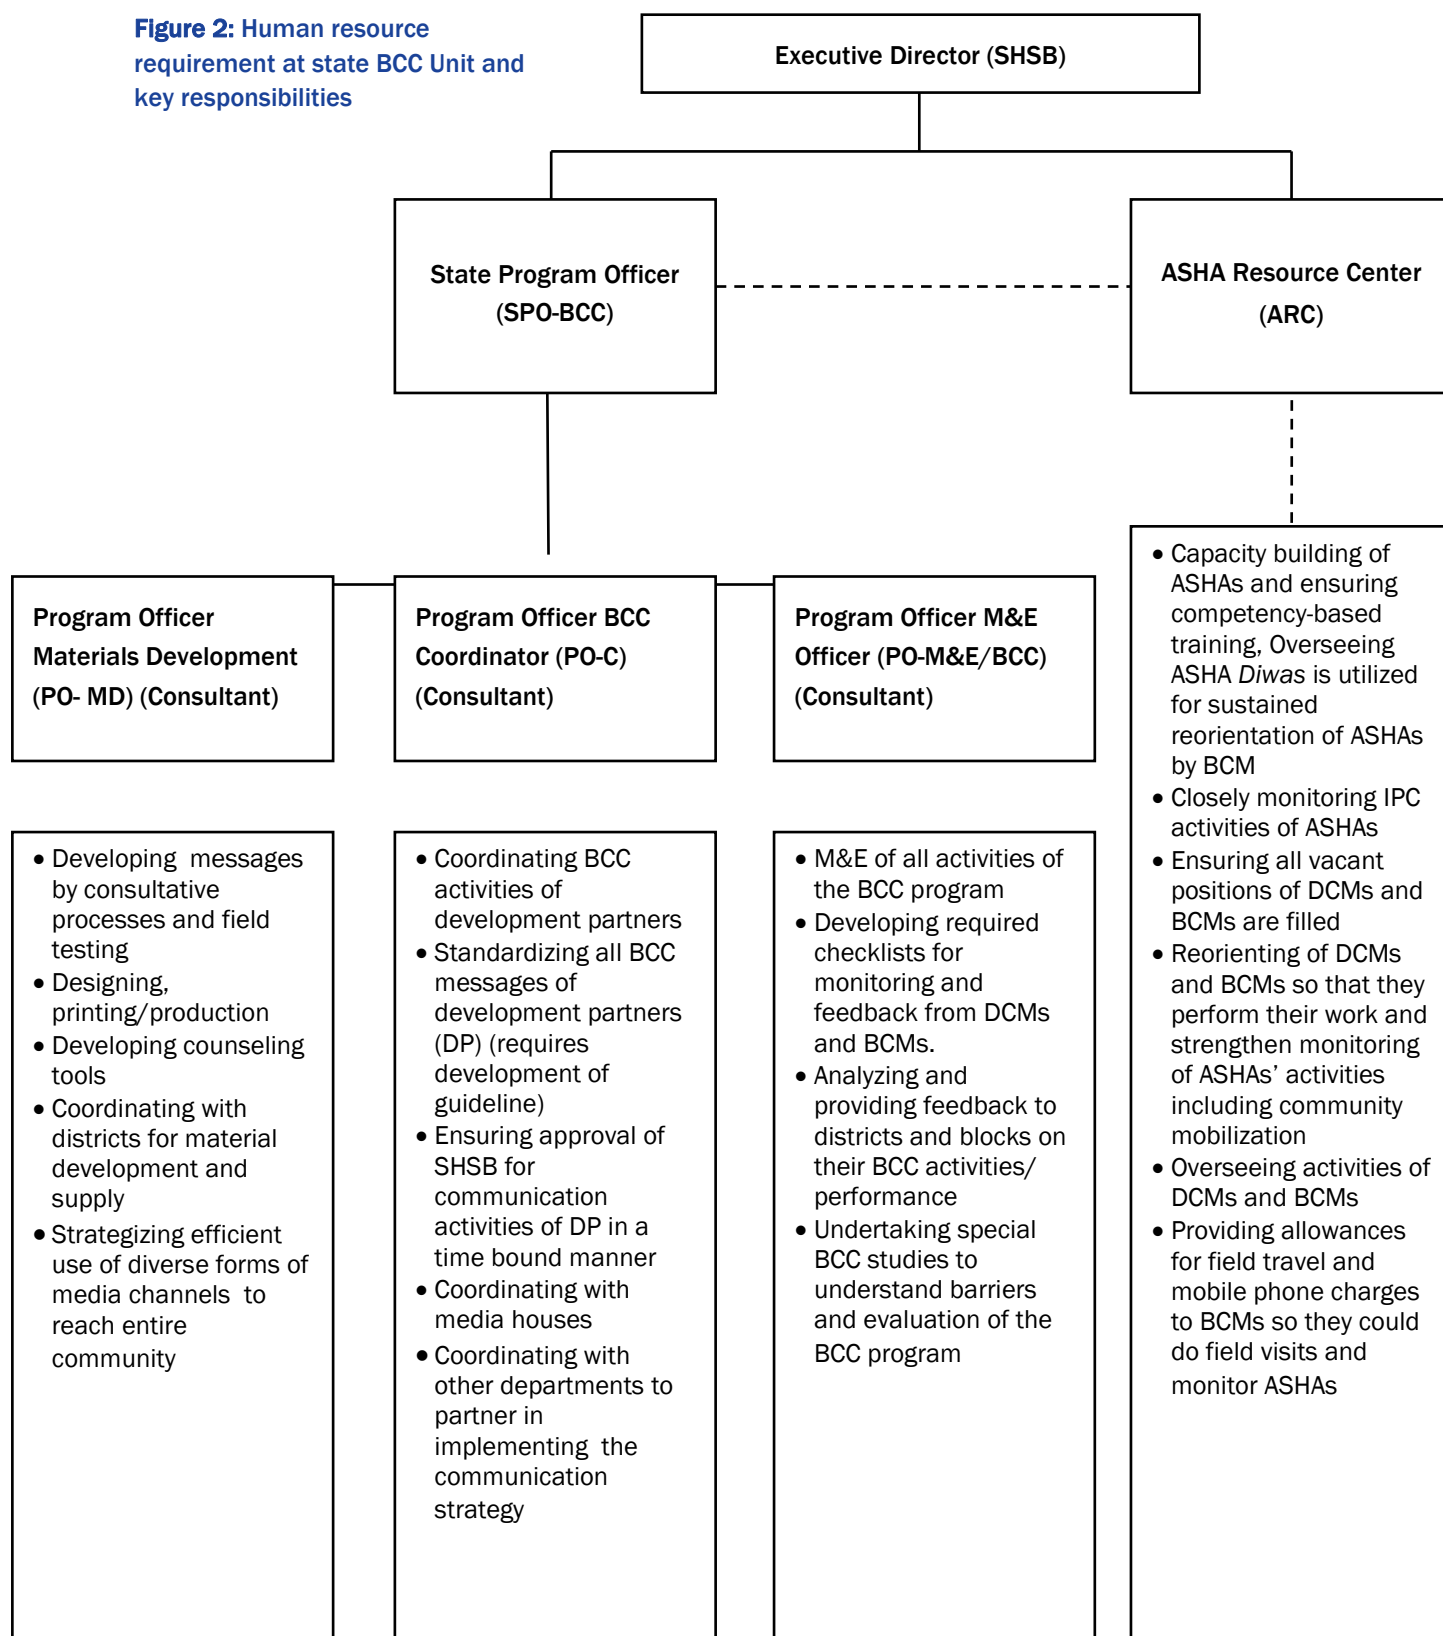 Figure 2: Human resource
requirement at state BCC Unit and
key responsibilities
Executive Director (SHSB)
State Program Officer
(SPO-BCC)
ASHA Resource Center
(ARC)
Program Officer
Materials Development
(PO- MD) (Consultant)
Program Officer BCC
Coordinator (PO-C)
(Consultant)
Program Officer M&E
Officer (PO-M&E/BCC)
(Consultant)
• Developing  messages
by consultative
processes and field
testing
• Designing,
printing/production
• Developing counseling
tools
• Coordinating with
districts for material
development and
supply
• Strategizing efficient
use of diverse forms of
media channels  to
reach entire
community
• Coordinating BCC
activities of
development partners
• Standardizing all BCC
messages of
development partners
(DP) (requires
development of
guideline)
• Ensuring approval of
SHSB for
communication
activities of DP in a
time bound manner
• Coordinating with
media houses
• Coordinating with
other departments to
partner in
implementing  the
communication
strategy
• M&E of all activities of
the BCC program
• Developing required
checklists for
monitoring and
feedback from DCMs
and BCMs.
• Analyzing and
providing feedback to
districts and blocks on
their BCC activities/
performance
• Undertaking special
BCC studies to
understand barriers
and evaluation of the
BCC program
• Capacity building of
ASHAs and ensuring
competency-based
training, Overseeing
ASHA Diwas is utilized
for sustained
reorientation of ASHAs
by BCM
• Closely monitoring IPC
activities of ASHAs
• Ensuring all vacant
positions of DCMs and
BCMs are filled
• Reorienting of DCMs
and BCMs so that they
perform their work and
strengthen monitoring
of ASHAs’ activities
including community
mobilization
• Overseeing activities of
DCMs and BCMs
• Providing allowances
for field travel and
mobile phone charges
to BCMs so they could
do field visits and
monitor ASHAs